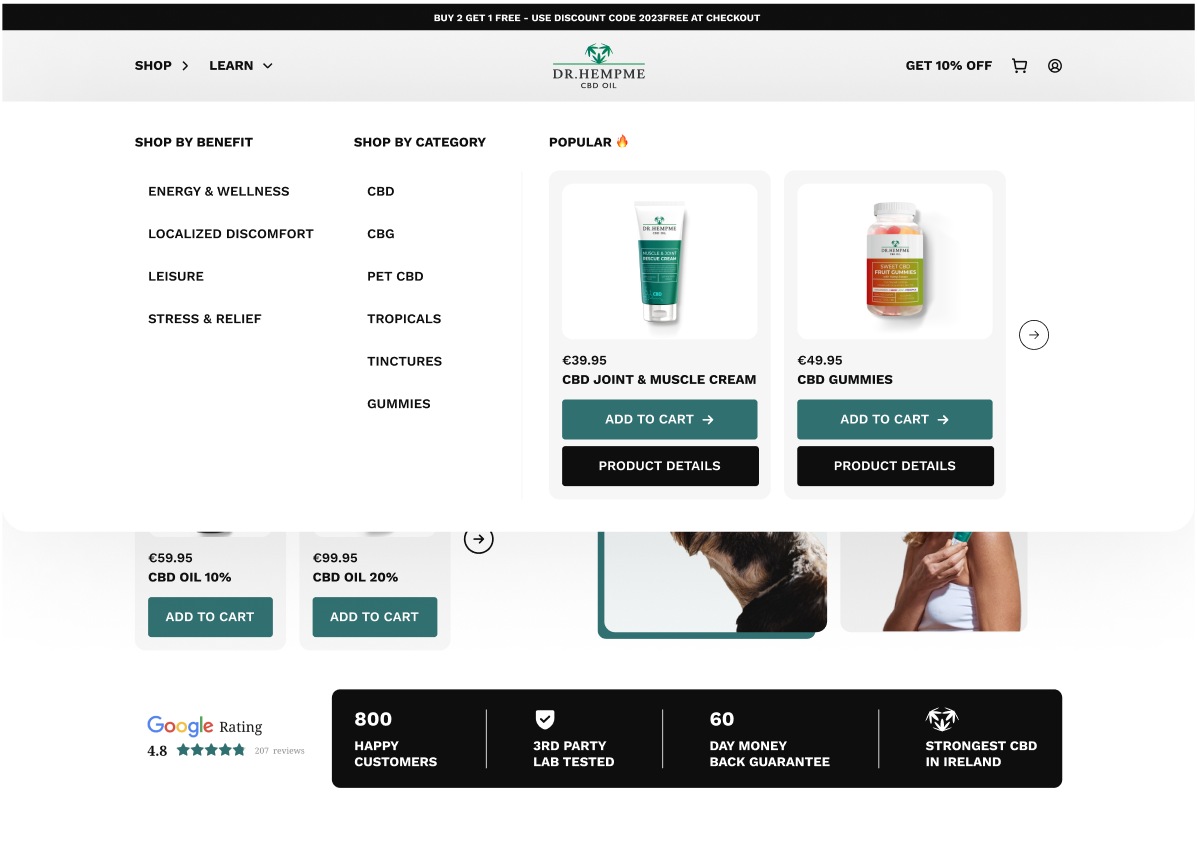 BUY 2 GET 1 FREE - USE DISCOUNT CODE 2023FREE AT CHECKOUT
SHOP
LEARN
DR.HEMPME
CBD OIL
GET 10% OFF
SHOP BY BENEFIT
ENERGY & WELLNESS
LOCALIZED DISCOMFORT
LEISURE
STRESS & RELIEF
SHOP BY CATEGORY
CBD
CBG
PET CBD
TROPICALS
TINCTURES
GUMMIES
POPULAR 🔥
DR.HEMPME
CBD OIL
MUSCLE & JOINT
RESCUE CREAM
CBD
€39.95
CBD JOINT & MUSCLE CREAM
ADD TO CART →
PRODUCT DETAILS
DR.HEMPME
SWEET CBD
FRUIT GUMMIES
€49.95
CBD GUMMIES
ADD TO CART →
PRODUCT DETAILS
€59.95
CBD OIL 10%
ADD TO CART
€99.95
CBD OIL 20%
ADD TO CART
Google Rating
4.8
207 reviews
800
HAPPY
CUSTOMERS
3RD PARTY
LAB TESTED
60
DAY MONEY
BACK GUARANTEE
STRONGEST CBD
IN IRELAND